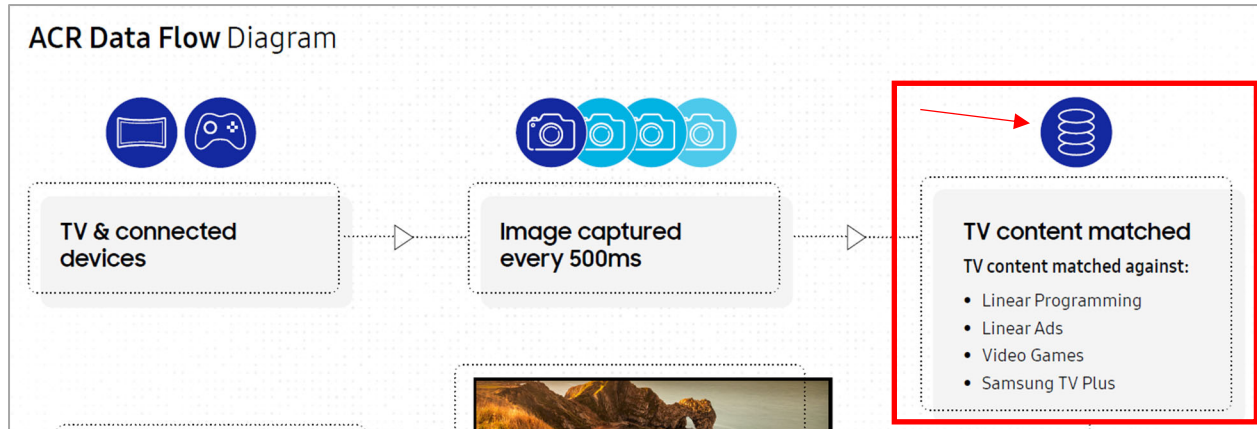 ACR Data Flow Diagram
TV & connected
devices
Image captured
every 500ms
TV content matched
TV content matched against:
• Linear Programming
• Linear Ads
• Video Games
• Samsung TV Plus